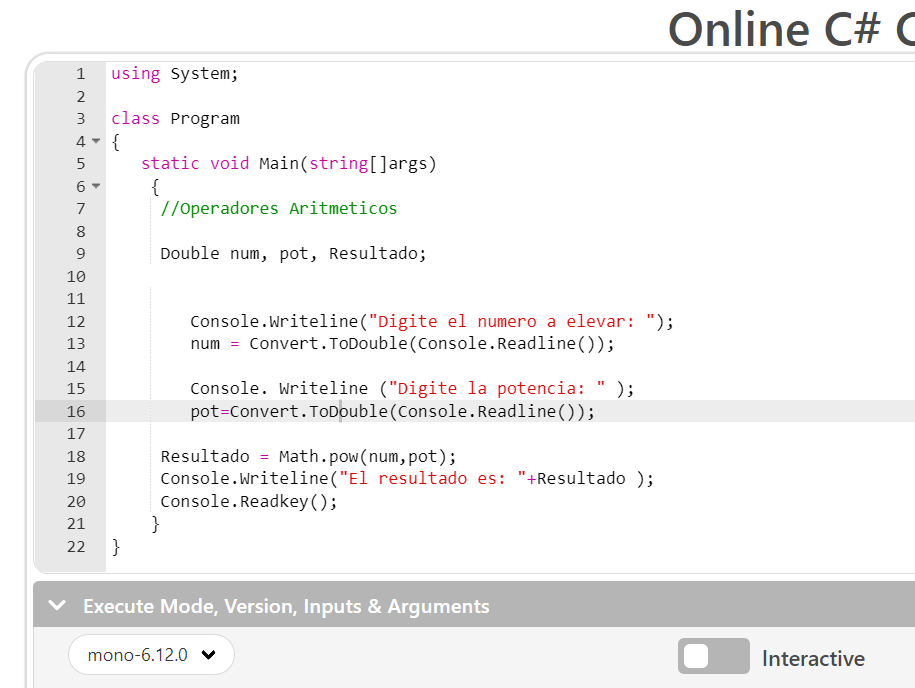 Online C#
1 using System;
2
3 class Program
4 {
5 static void Main(string[]args)
6 {
7 //Operadores Aritmeticos
8
9 Double num, pot, Resultado;
10
11
12 Console.Writeline("Digite el numero a elevar: ");
13 num = Convert.ToDouble(Console.Readline());
14
15 Console. Writeline ("Digite la potencia: " );
16 pot=Convert.ToDouble(Console.Readline());
17
18 Resultado = Math.pow(num,pot);
19 Console.Writeline("El resultado es: "+Resultado );
20 Console.Readkey();
21 }
22 }
Execute Mode, Version, Inputs & Arguments
mono-6.12.0 Interactive